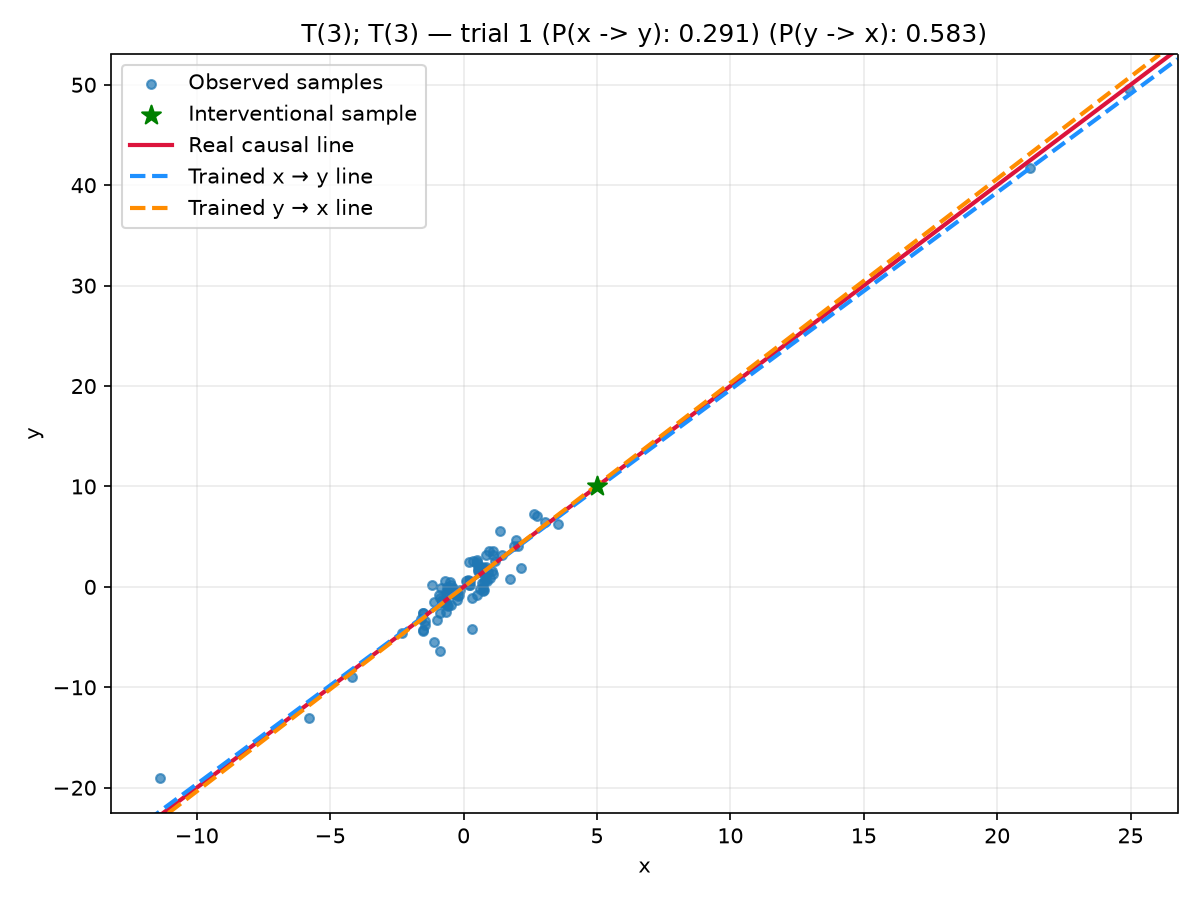 T(3); T(3) — trial 1 (P(x -> y): 0.291) (P(y -> x): 0.583)
Observed samples
Interventional sample
Real causal line
Trained x → y line
Trained y → x line
50
40
30
20
10
0
−10
−20
y
−10
−5
0
5
10
15
20
25
x